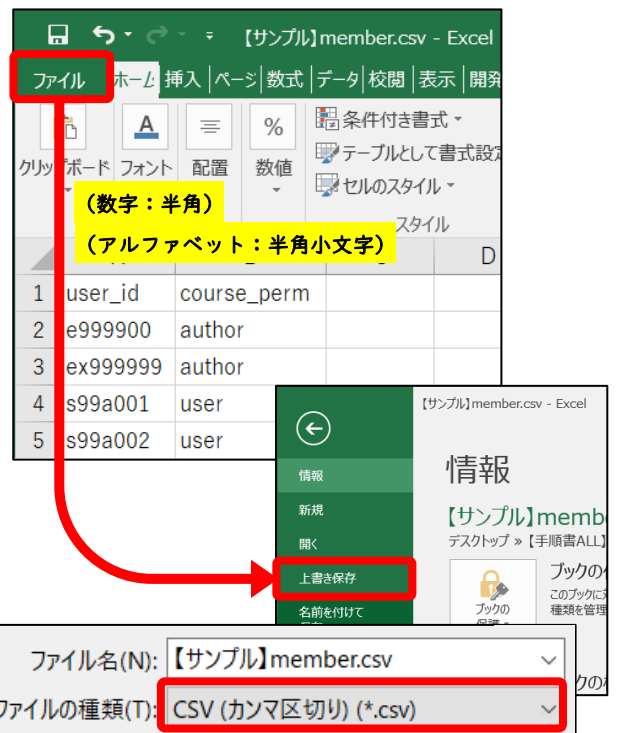 【サンプル】member.csv - Excel
ファイル ホーム 挿入 ページ 数式 データ 校閲 表示 開発
条件付き書式
A % テーブルとして書式設定
クリップボード フォント 配置 数値 セルのスタイル
スタイル
(数字：半角)
(アルファベット：半角小文字)
D
1 user_id course_perm
2 e999900 author
3 ex999999 author
4 s99a001 user
5 s99a002 user
【サンプル】member.csv - Excel
情報
情報
新規
【サンプル】memb
開く
デスクトップ » 【手順書ALL】
上書き保存
ブックの
このブックに
種類を管理
ブックの
保護
名前を付けて
ファイル名(N): 【サンプル】member.csv
ファイルの種類(T): CSV (カンマ区切り) (*.csv)